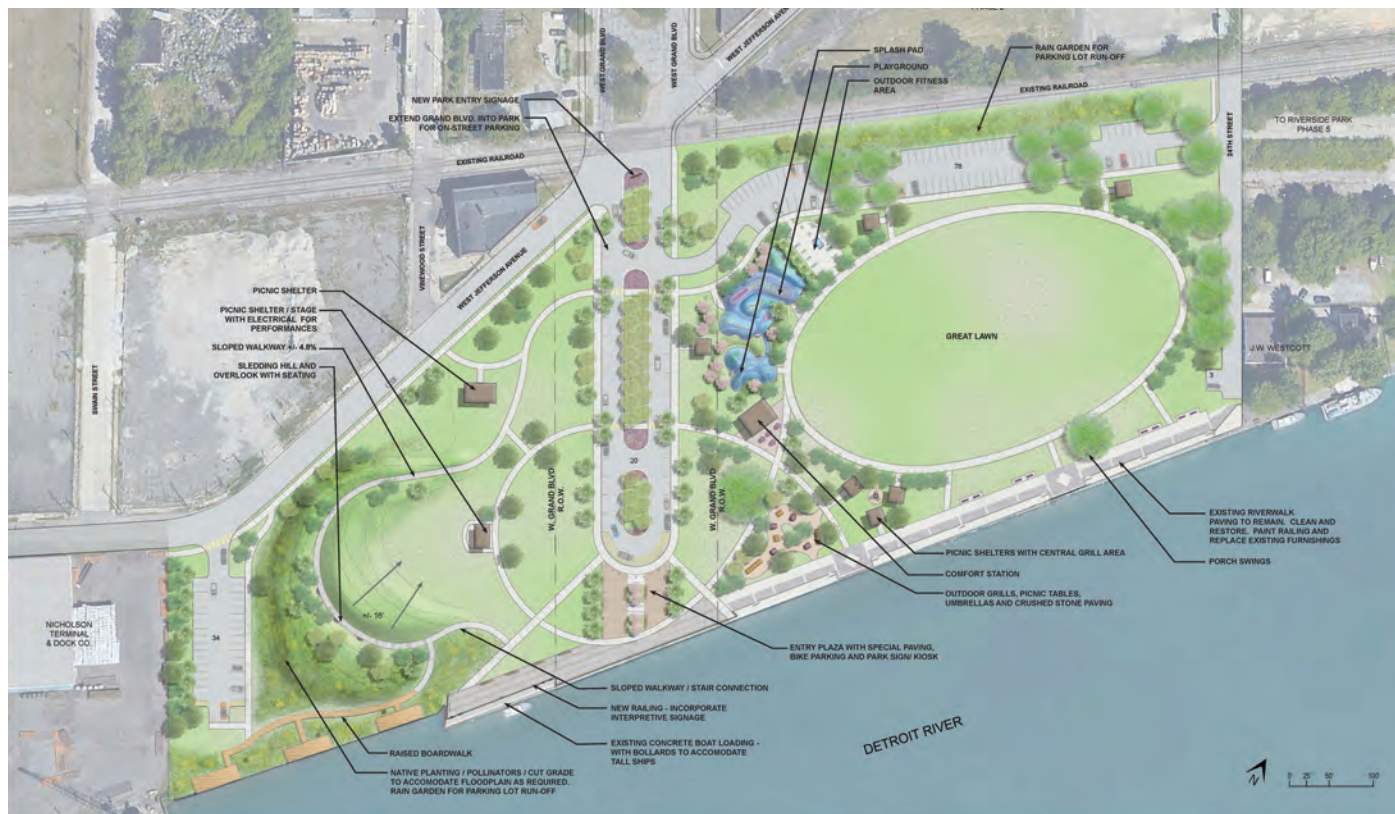 PHASE 2
WEST GRAND BLVD
WEST GRAND BLVD
WEST JEFFERSON AVENUE
SPLASH PAD
PLAYGROUND
OUTDOOR FITNESS
AREA
RAIN GARDEN FOR
PARKING LOT RUN-OFF
NEW PARK ENTRY SIGNAGE
EXTEND GRAND BLVD. INTO PARK
FOR ON-STREET PARKING
EXISTING RAILROAD
EXISTING RAILROAD
TO RIVERSIDE PARK
PHASE 5
24TH STREET
78
VINEWOOD STREET
WEST JEFFERSON AVENUE
SWAIN STREET
PICNIC SHELTER
PICNIC SHELTER / STAGE
WITH ELECTRICAL FOR
PERFORMANCES
SLOPED WALKWAY +/- 4.8%
SLEDDING HILL AND
OVERLOOK WITH SEATING
GREAT LAWN
J.W. WESTCOTT
3
20
W. GRAND BLVD
R.O.W.
W. GRAND BLVD
R.O.W.
EXISTING RIVERWALK
PAVING TO REMAIN. CLEAN AND
RESTORE. PAINT RAILING AND
REPLACE EXISTING FURNISHINGS
PORCH SWINGS
PICNIC SHELTERS WITH CENTRAL GRILL AREA
COMFORT STATION
OUTDOOR GRILLS, PICNIC TABLES,
UMBRELLAS AND CRUSHED STONE PAVING
+/- 16'
NICHOLSON
TERMINAL
& DOCK CO.
34
ENTRY PLAZA WITH SPECIAL PAVING,
BIKE PARKING AND PARK SIGN/ KIOSK
SLOPED WALKWAY / STAIR CONNECTION
NEW RAILING - INCORPORATE
INTERPRETIVE SIGNAGE
EXISTING CONCRETE BOAT LOADING -
WITH BOLLARDS TO ACCOMODATE
TALL SHIPS
DETROIT RIVER
RAISED BOARDWALK
NATIVE PLANTING / POLLINATORS / CUT GRADE
TO ACCOMODATE FLOODPLAIN AS REQUIRED.
RAIN GARDEN FOR PARKING LOT RUN-OFF
N
0 25 50 100